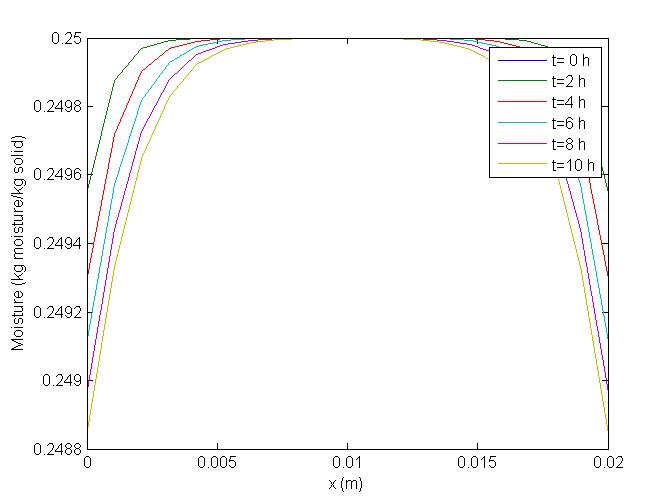 0.25
0.2498
0.2496
0.2494
0.2492
0.249
0.2488
Moisture (kg moisture/kg solid)
0
0.005
0.01
0.015
0.02
x (m)
t= 0 h
t=2 h
t=4 h
t=6 h
t=8 h
t=10 h